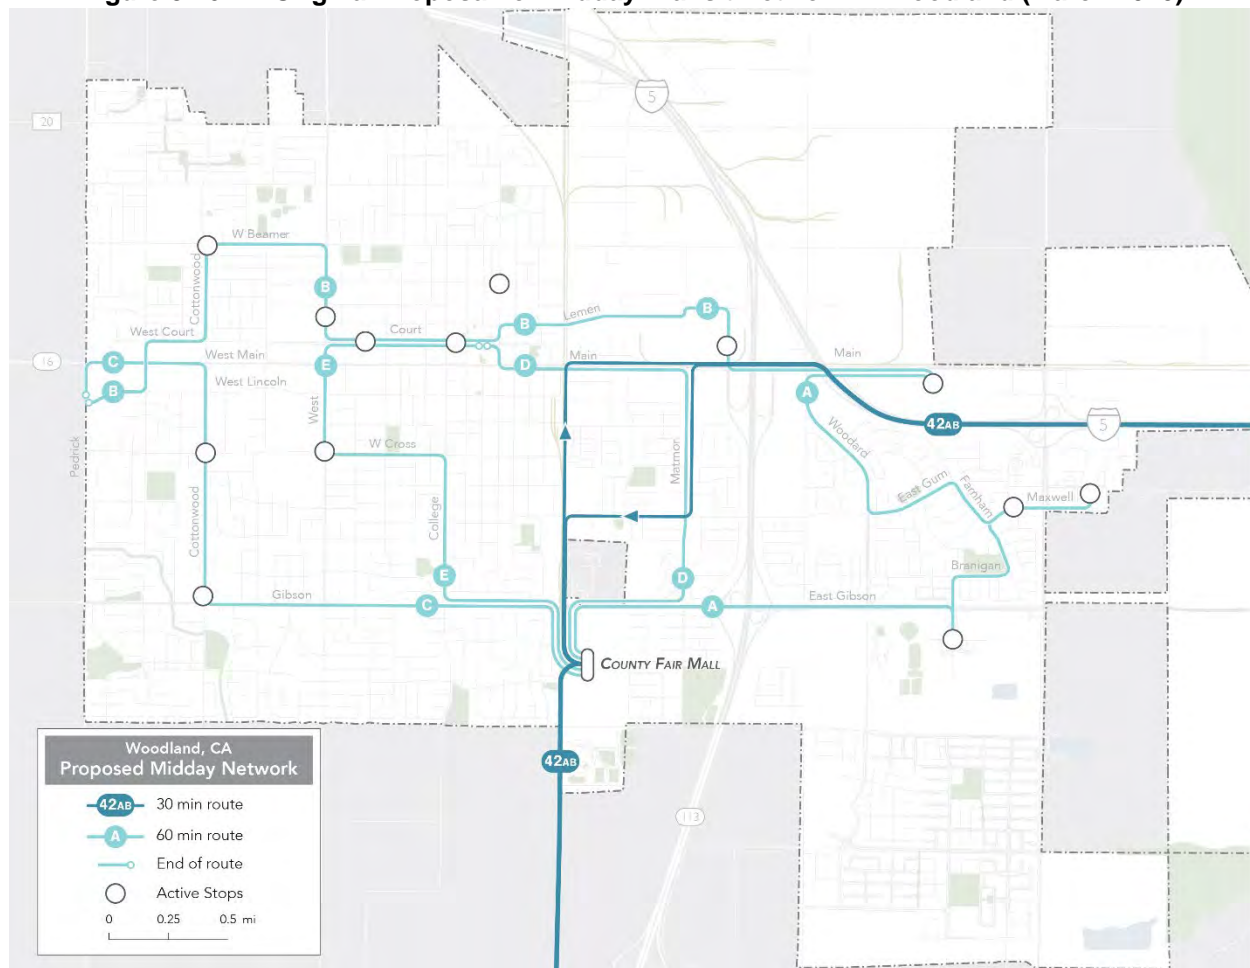 5
20
W Beamer
Cottonwood
B
Lemen
B
B
West Court
Court
16
C
West Main
E
D
Main
Main
West Lincoln
B
A
West
42AB
5
Pedrick
W Cross
Matmor
Woodard
East Gum
Farnham
Maxwell
Cottonwood
College
Branigan
E
D
Gibson
C
A
East Gibson
COUNTY FAIR MALL
42AB
113
Woodland, CA
Proposed Midday Network
42AB 30 min route
A 60 min route
End of route
Active Stops
0 0.25 0.5 mi